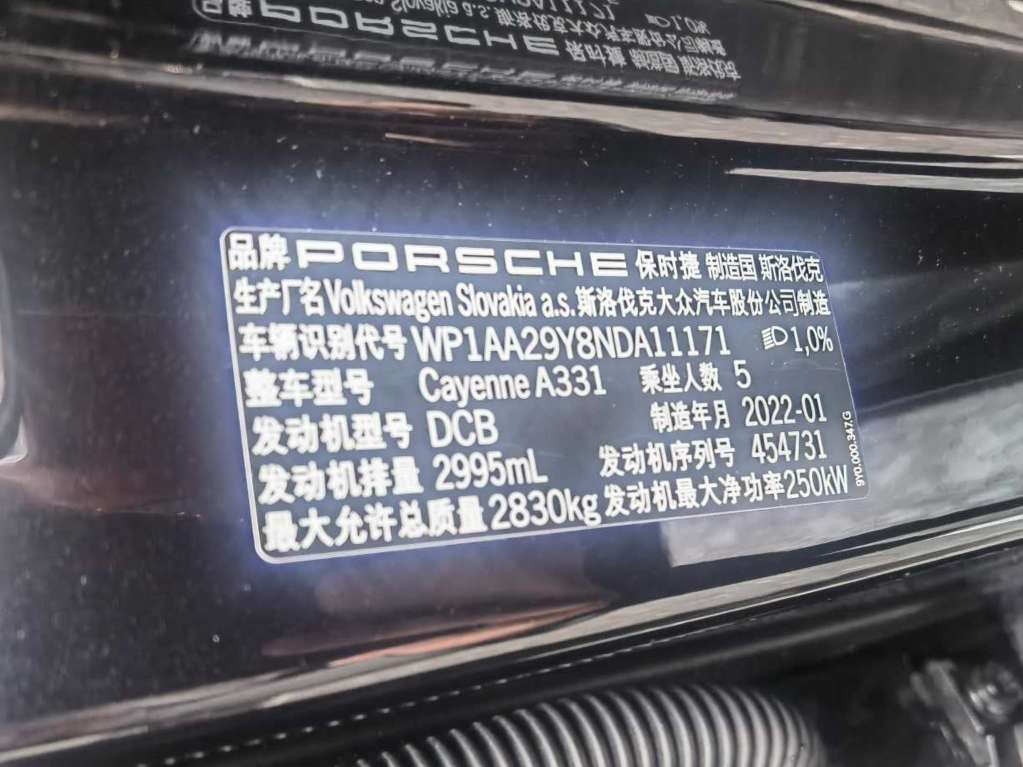 品牌 PORSCHE 保时捷 制造国 斯洛伐克
生产厂名 Volkswagen Slovakia a.s. 斯洛伐克大众汽车股份公司制造
车辆识别代号 WP1AA29Y8NDA11171 1,0%
整车型号 Cayenne A331 乘坐人数 5
发动机型号 DCB 制造年月 2022-01
发动机排量 2995mL 发动机序列号 454731
最大允许总质量 2830kg 发动机最大净功率 250kW
9Y0.000.347.G